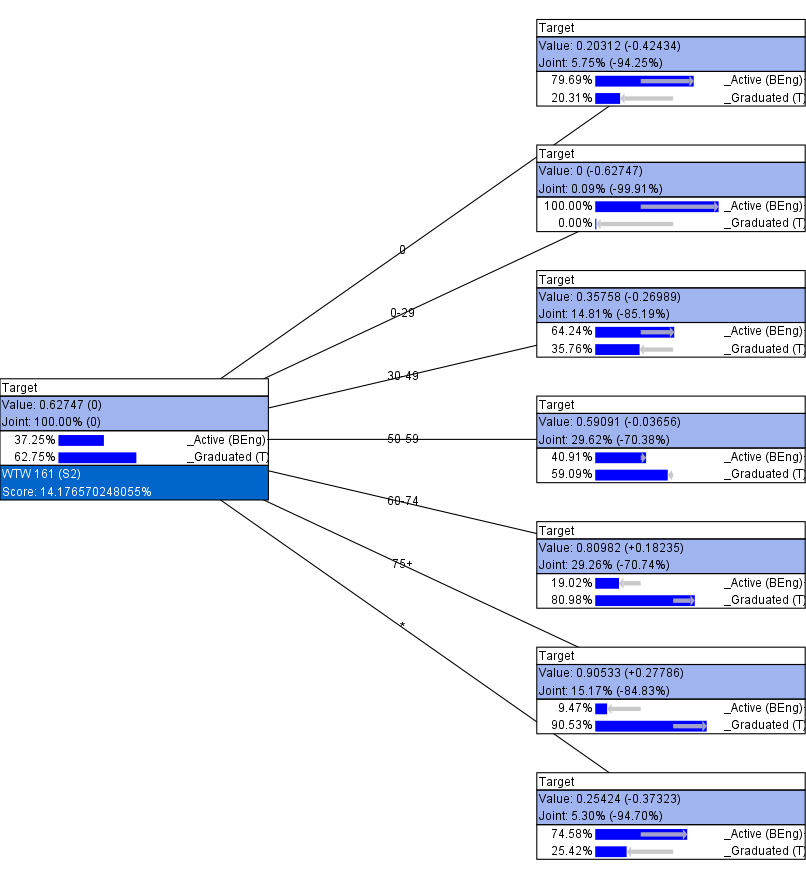 Target
Value: 0.20312 (-0.42434)
Joint: 5.75% (-94.25%)
79.69% _Active (BEng)
20.31% _Graduated (T)
Target
Value: 0 (-0.62747)
Joint: 0.09% (-99.91%)
100.00% _Active (BEng)
0.00% _Graduated (T)
0
0-29
Target
Value: 0.35758 (-0.26989)
Joint: 14.81% (-85.19%)
64.24% _Active (BEng)
35.76% _Graduated (T)
30-49
Target
Value: 0.62747 (0)
Joint: 100.00% (0)
37.25% _Active (BEng)
62.75% _Graduated (T)
WTW 161 (S2)
Score: 14.176570248055%
50-59
Target
Value: 0.59091 (-0.03656)
Joint: 29.62% (-70.38%)
40.91% _Active (BEng)
59.09% _Graduated (T)
60-74
Target
Value: 0.80982 (+0.18235)
Joint: 29.26% (-70.74%)
19.02% _Active (BEng)
80.98% _Graduated (T)
75+
*
Target
Value: 0.90533 (+0.27786)
Joint: 15.17% (-84.83%)
9.47% _Active (BEng)
90.53% _Graduated (T)
Target
Value: 0.25424 (-0.37323)
Joint: 5.30% (-94.70%)
74.58% _Active (BEng)
25.42% _Graduated (T)